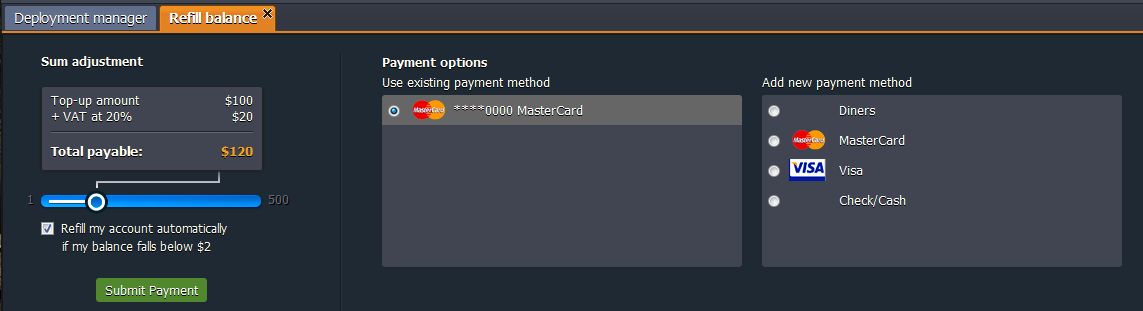 Deployment manager
Refill balance
Sum adjustment
Top-up amount $100
+ VAT at 20% $20
Total payable: $120
1 500
Refill my account automatically
if my balance falls below $2
Submit Payment
Payment options
Use existing payment method
MasterCard ****0000 MasterCard
Add new payment method
Diners
MasterCard MasterCard
VISA Visa
Check/Cash